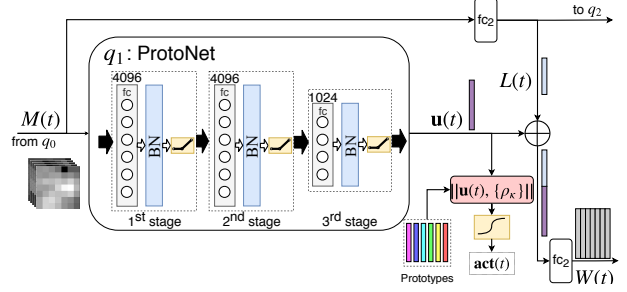 fc₂
to q₂
q₁: ProtoNet
4096
4096
1024
fc
fc
fc
BN
BN
BN
L(t)
M(t)
from q₀
u(t)
||u(t), {ρ_κ}||
1st stage
2nd stage
3rd stage
Prototypes
act(t)
fc₂
W(t)